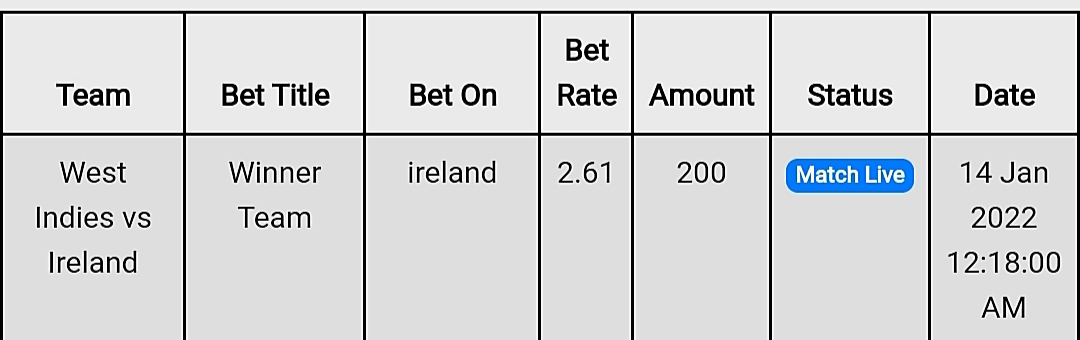 Team
Bet Title
Bet On
Bet
Rate
Amount
Status
Date
West
Indies vs
Ireland
Winner
Team
ireland
2.61
200
Match Live
14 Jan
2022
12:18:00
AM